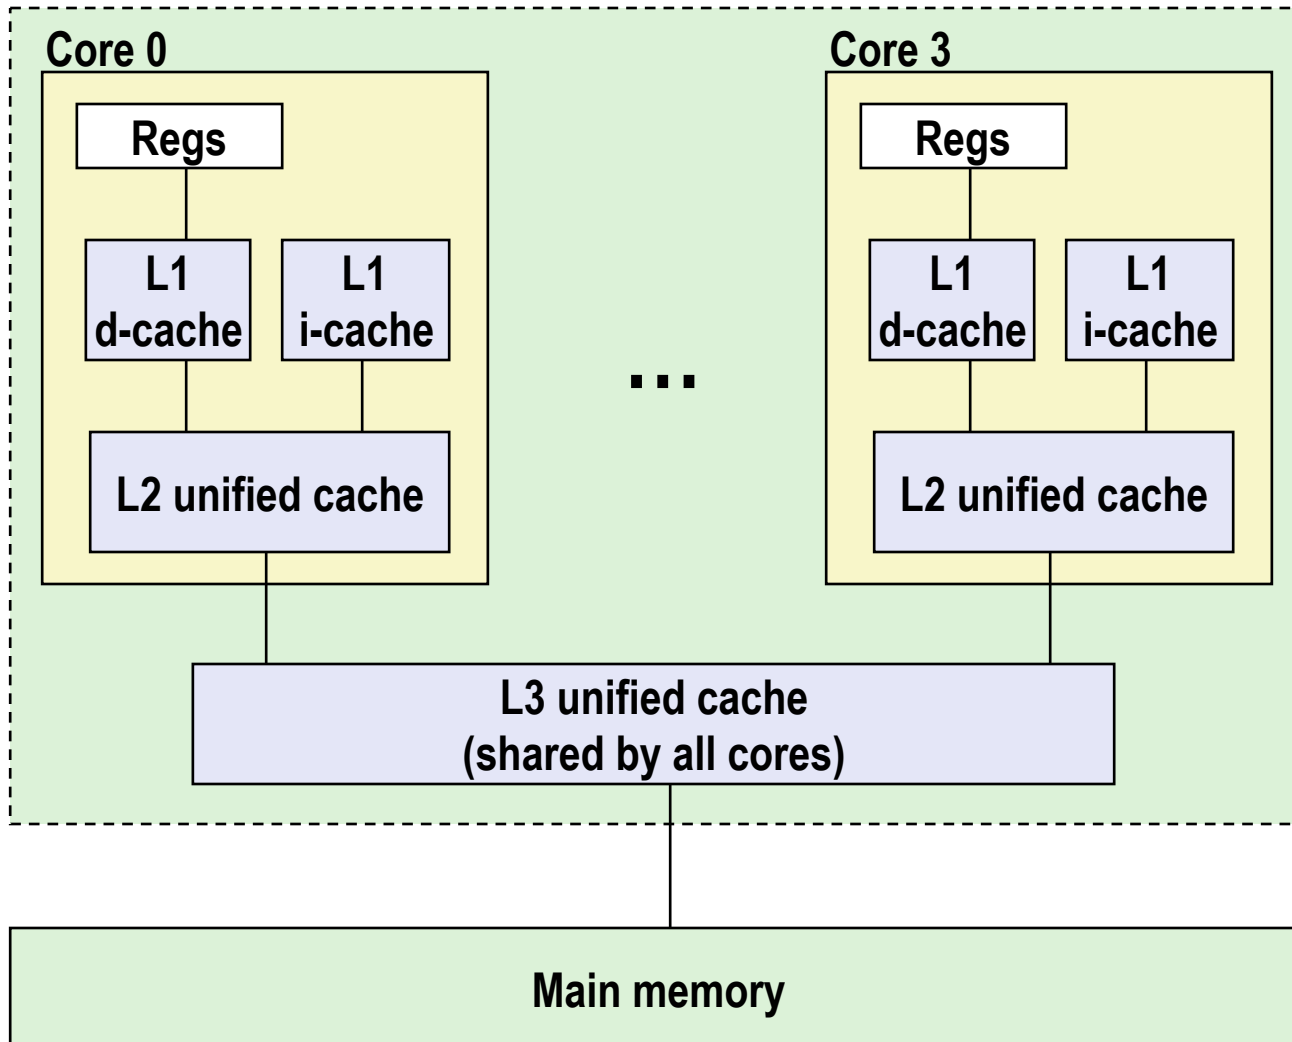 Core 0
Regs
L1
d-cache
L1
i-cache
L2 unified cache
...
Core 3
Regs
L1
d-cache
L1
i-cache
L2 unified cache
L3 unified cache
(shared by all cores)
Main memory